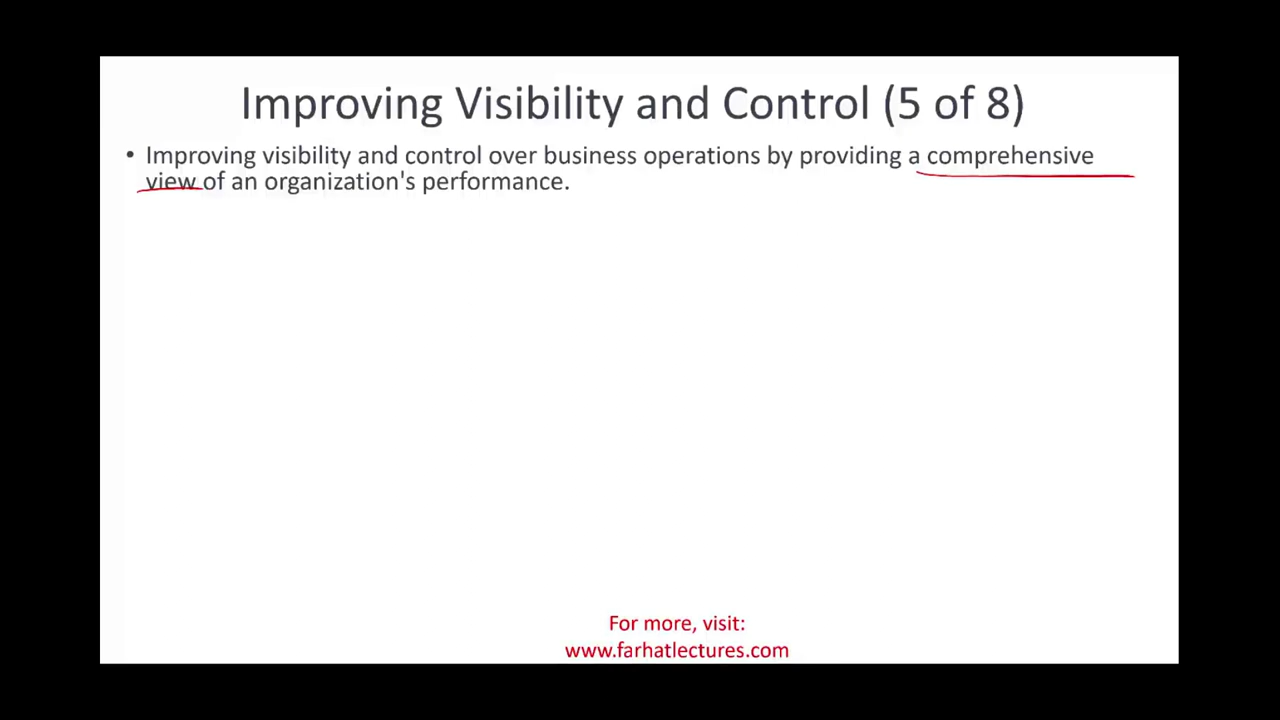 Improving Visibility and Control (5 of 8)
• Improving visibility and control over business operations by providing a comprehensive
view of an organization's performance.
For more, visit:
www.farhatlectures.com